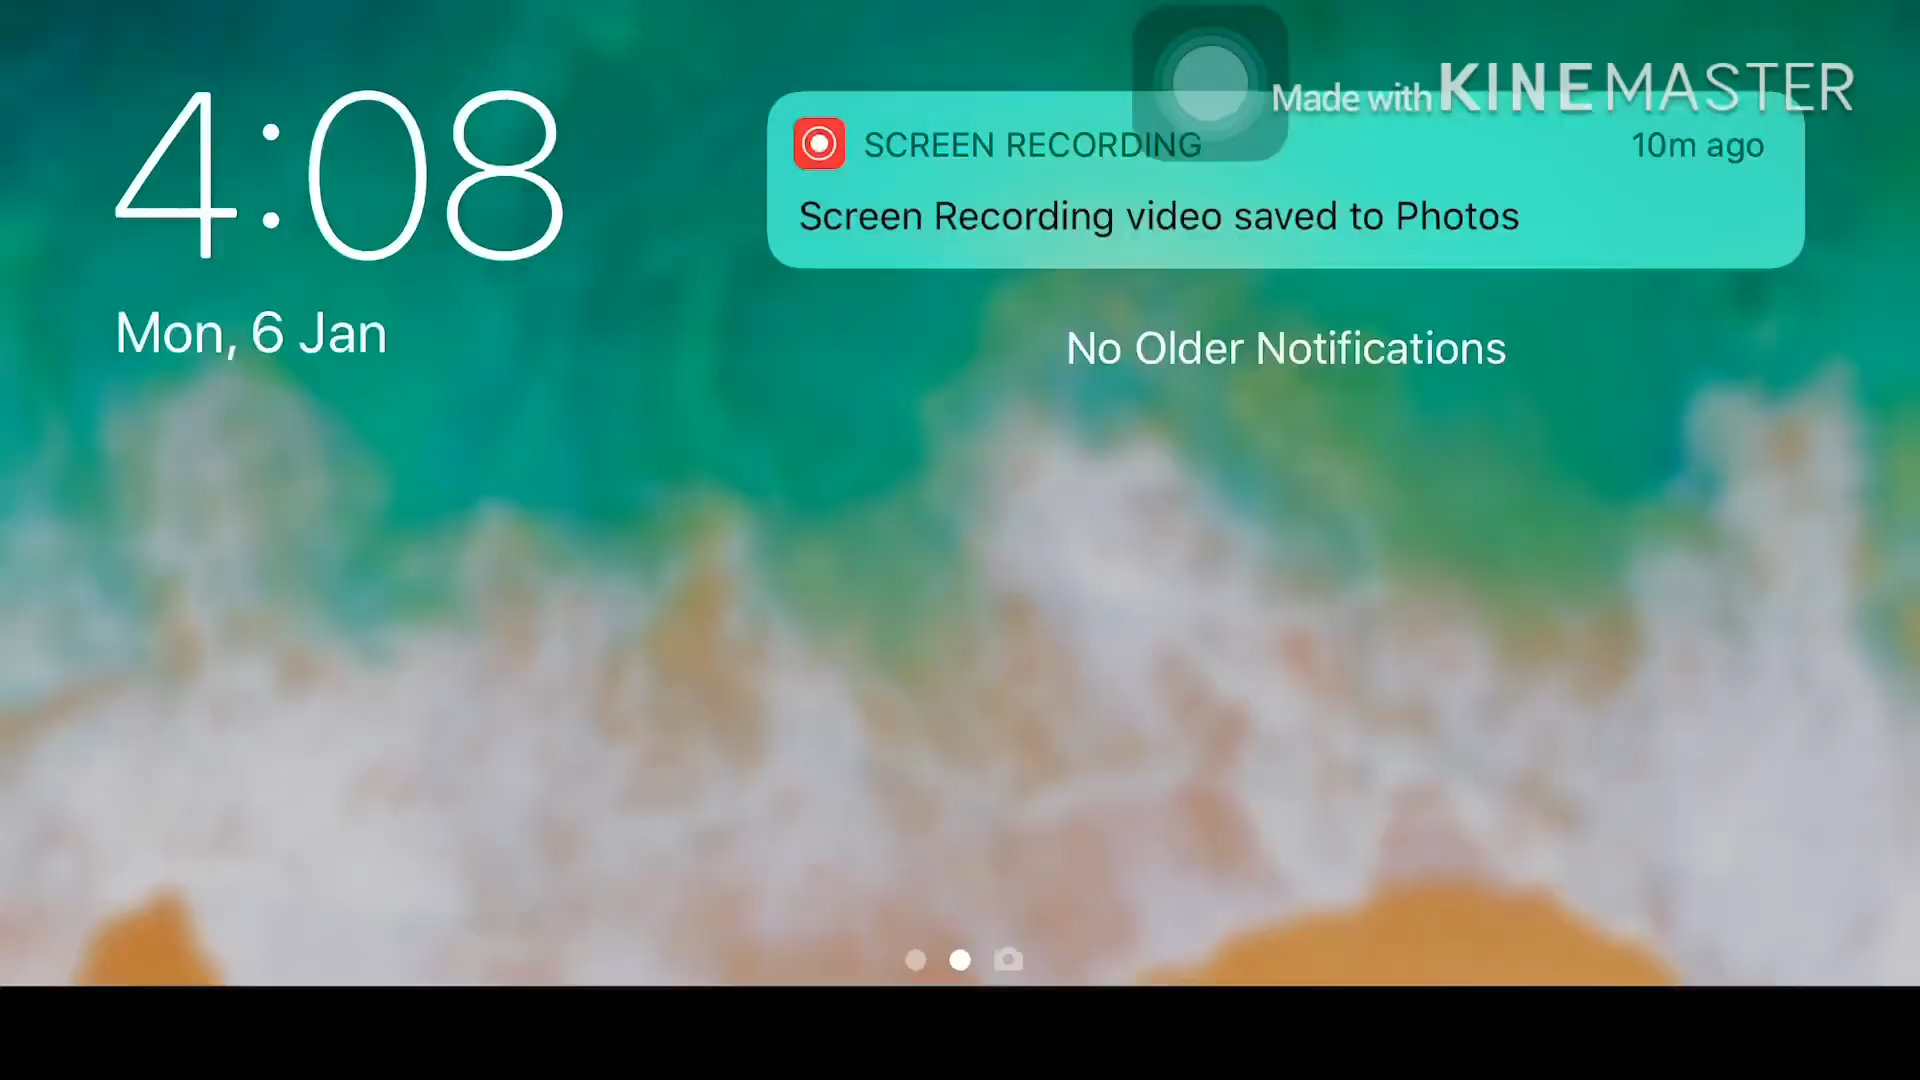 4:08
Mon, 6 Jan
Made with KINEMASTER
SCREEN RECORDING
10m ago
Screen Recording video saved to Photos
No Older Notifications